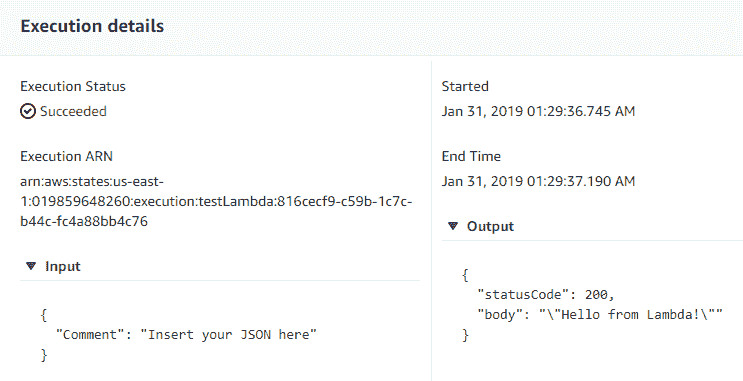 Execution details
Execution Status
Succeeded
Execution ARN
arn:aws:states:us-east-
1:019859648260:execution:testLambda:816cecf9-c59b-1c7c-
b44c-fc4a88bb4c76
Input
{
  "Comment": "Insert your JSON here"
}
Started
Jan 31, 2019 01:29:36.745 AM
End Time
Jan 31, 2019 01:29:37.190 AM
Output
{
  "statusCode": 200,
  "body": "\"Hello from Lambda!\""
}